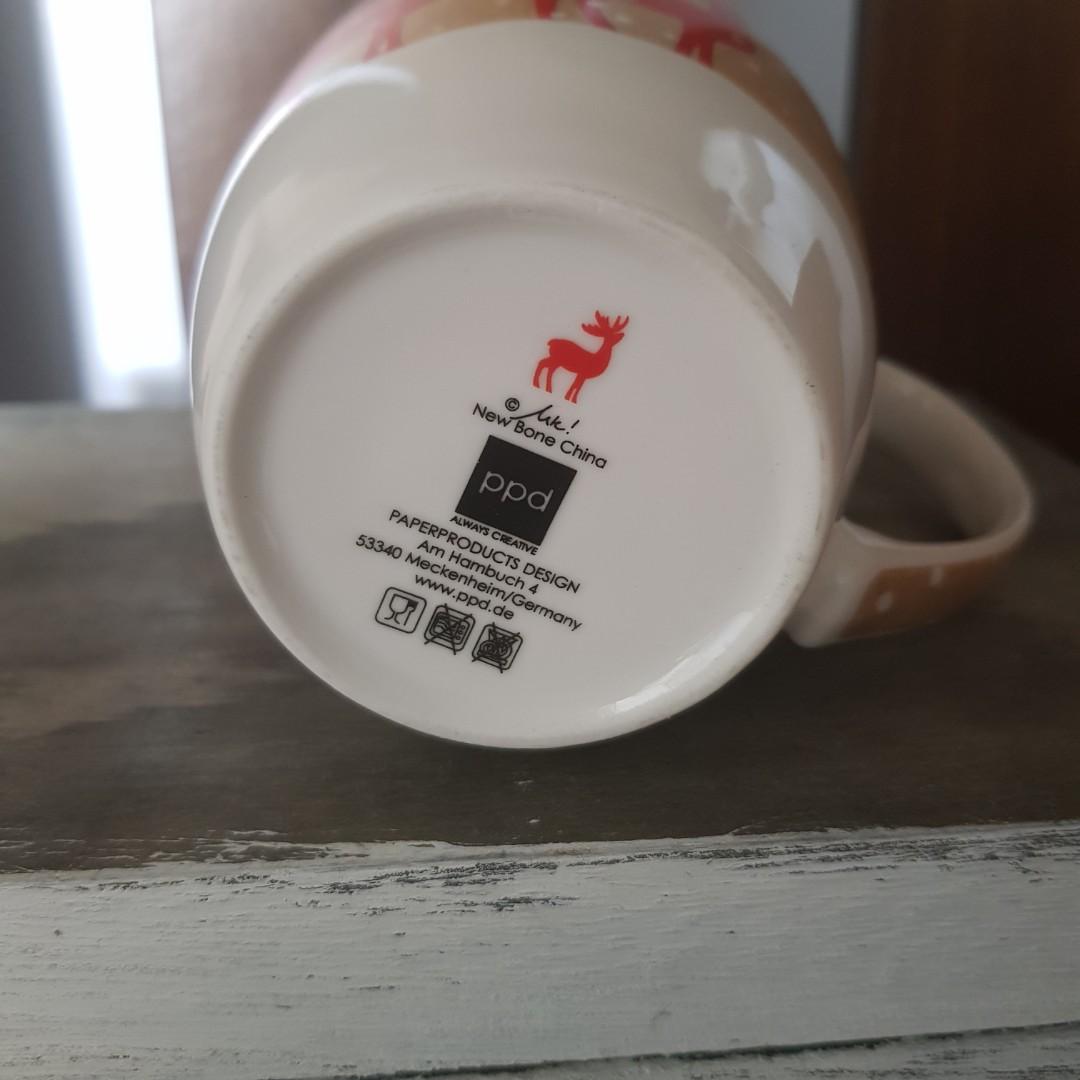 © 
New Bone China
ppd
ALWAYS CREATIVE
PAPERPRODUCTS DESIGN
Am Hambuch 4
53340 Meckenheim/Germany
www.ppd.de